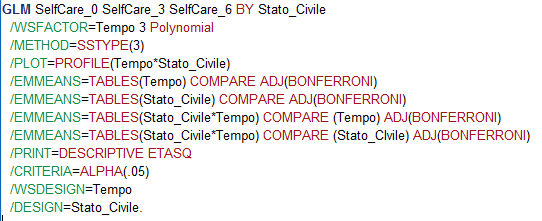 GLM SelfCare_0 SelfCare_3 SelfCare_6 BY Stato_Civile
/WSFACTOR=Tempo 3 Polynomial
/METHOD=SSTYPE(3)
/PLOT=PROFILE(Tempo*Stato_Civile)
/EMMEANS=TABLES(Tempo) COMPARE ADJ(BONFERRONI)
/EMMEANS=TABLES(Stato_Civile) COMPARE ADJ(BONFERRONI)
/EMMEANS=TABLES(Stato_Civile*Tempo) COMPARE (Tempo) ADJ(BONFERRONI)
/EMMEANS=TABLES(Stato_Civile*Tempo) COMPARE (Stato_CIvile) ADJ(BONFERRONI)
/PRINT=DESCRIPTIVE ETASQ
/CRITERIA=ALPHA(.05)
/WSDESIGN=Tempo
/DESIGN=Stato_Civile.